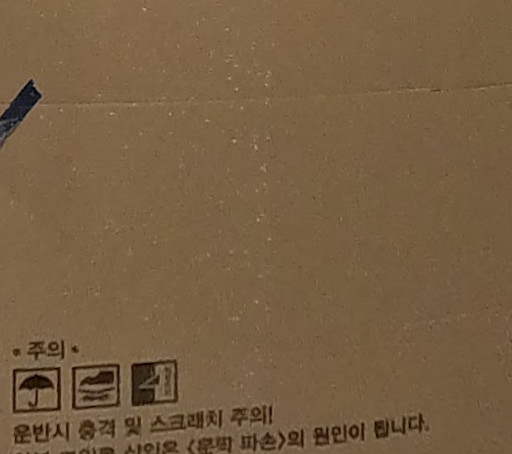 * 주의 *
운반시 충격 및 스크래치 주의!
<운박 파손>의 원인이 됩니다.